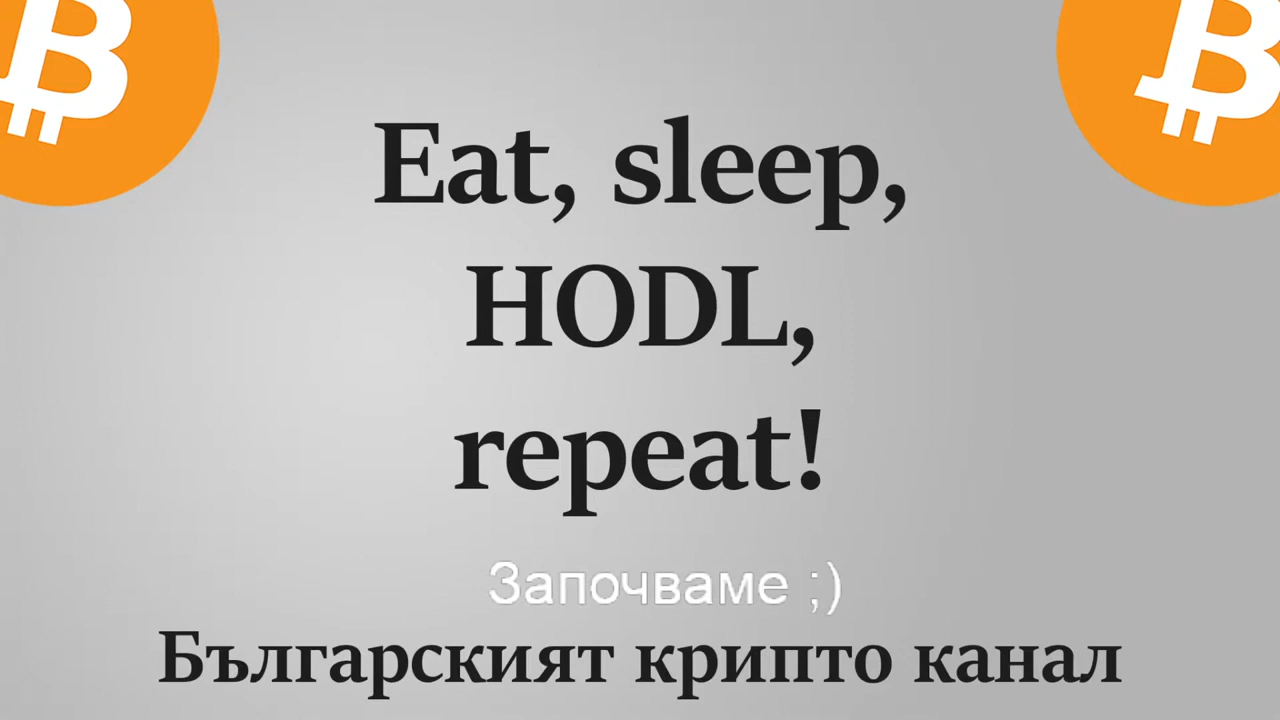 Eat, sleep,
HODL,
repeat!
Започваме ;)
Българският крипто канал